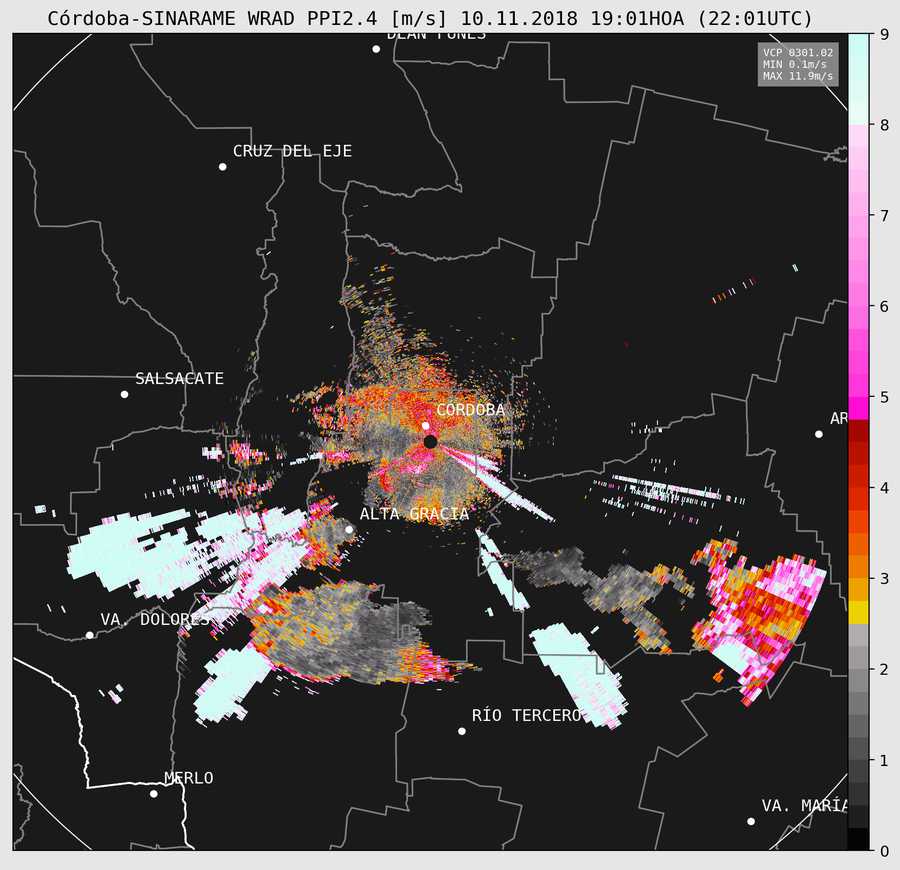 Córdoba-SINARAME WRAD PPI2.4 [m/s] 10.11.2018 19:01HOA (22:01UTC)
DEAN FUNES
VCP 0301.02
MIN 0.1m/s
MAX 11.9m/s
CRUZ DEL EJE
SALSACATE
CÓRDOBA
AR
ALTA GRACIA
VA. DOLORES
RÍO TERCERO
MERLO
VA. MARÍA
9
8
7
6
5
4
3
2
1
0